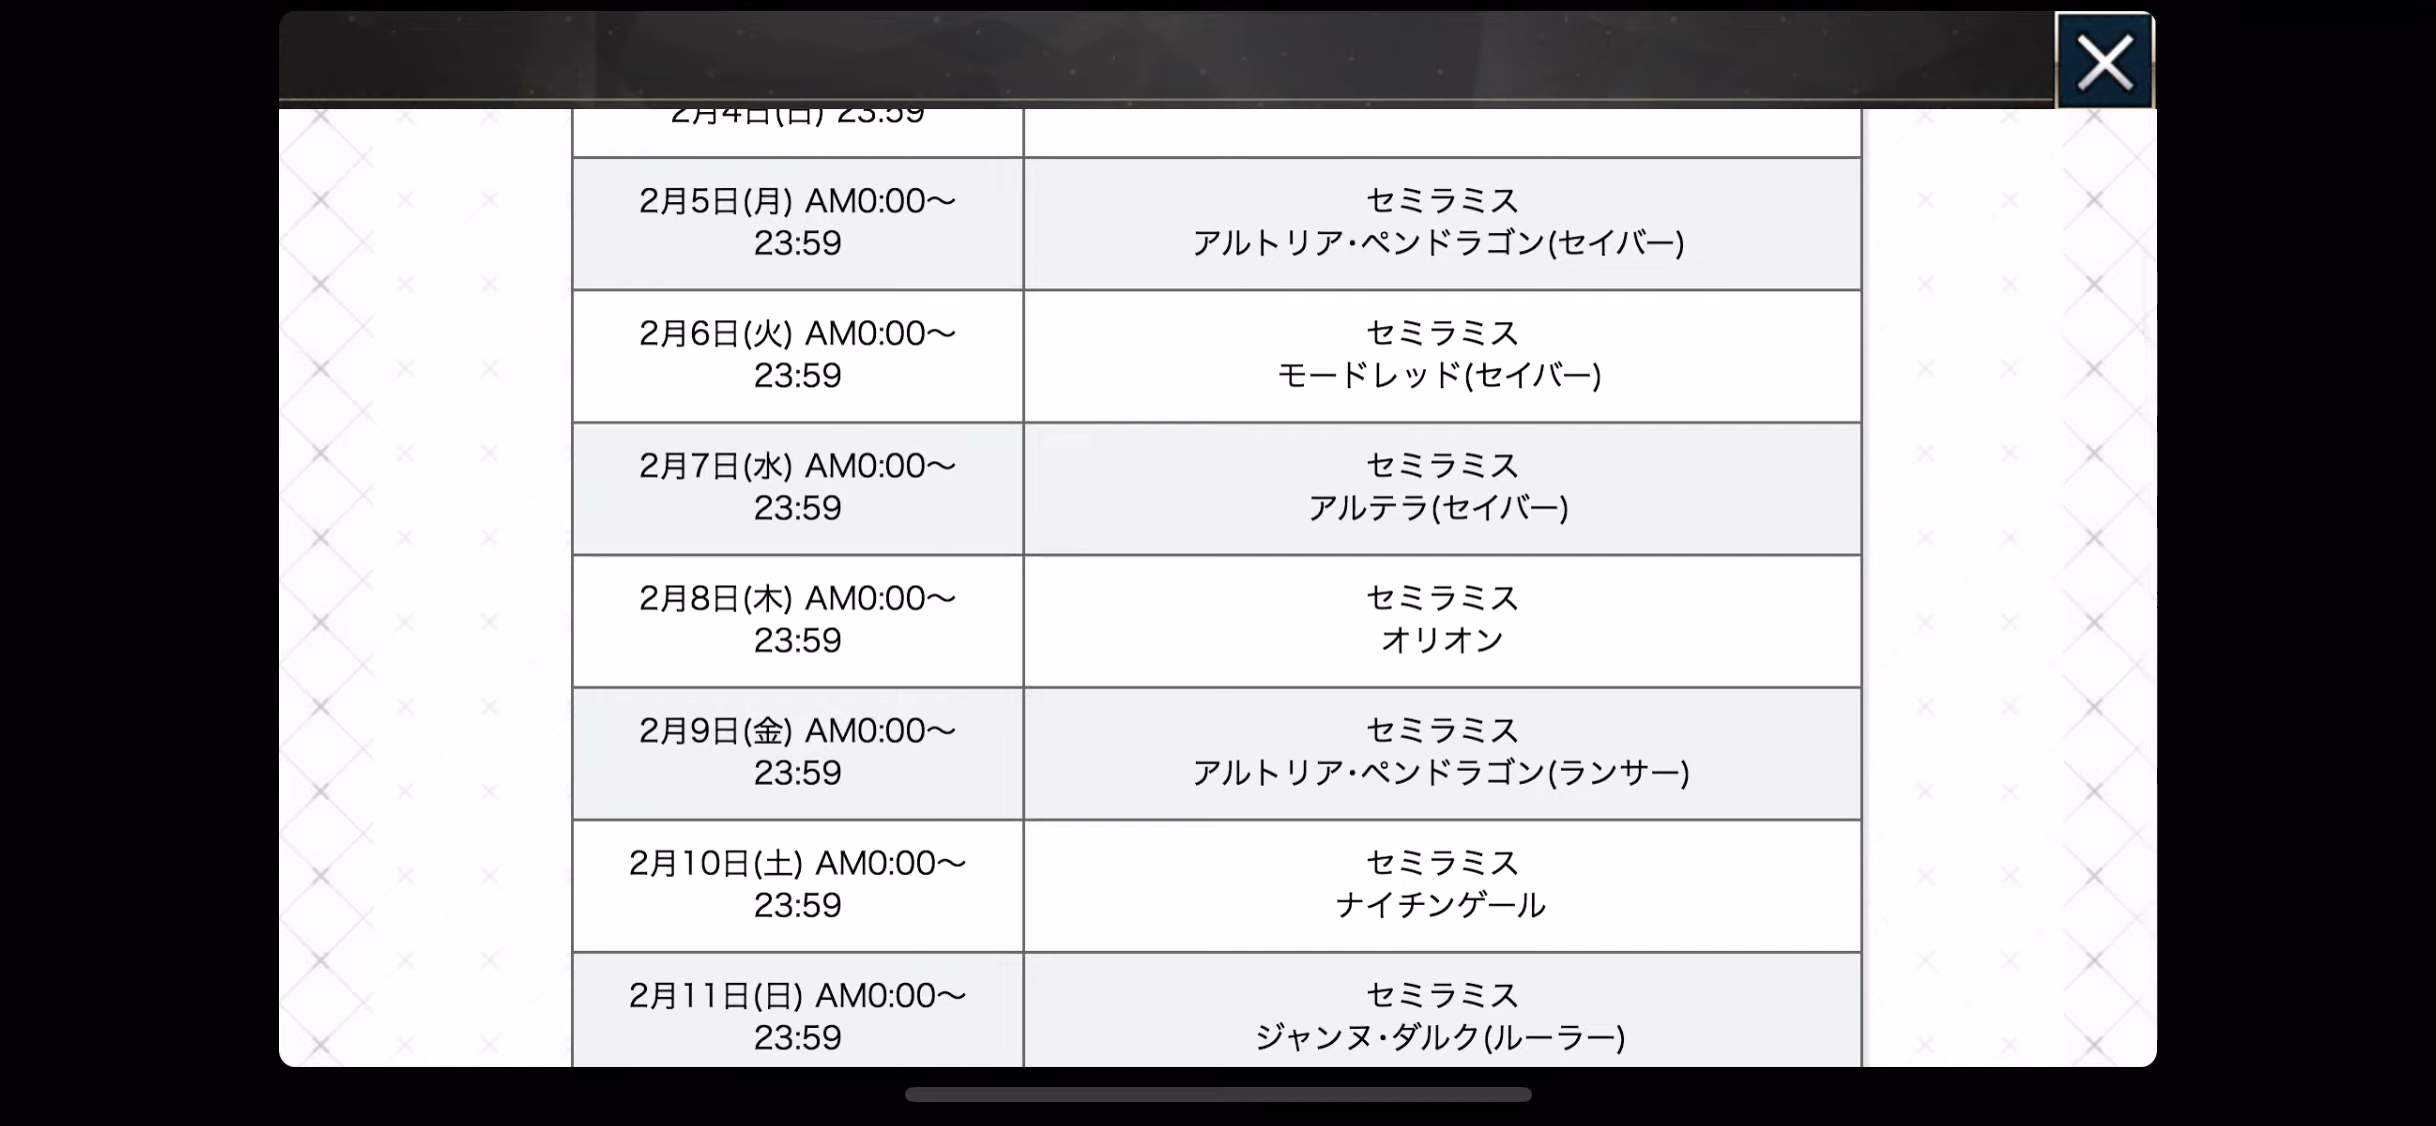 2月4日(日) 23:59
2月5日(月) AM0:00〜
23:59
セミラミス
アルトリア･ペンドラゴン(セイバー)
2月6日(火) AM0:00〜
23:59
セミラミス
モードレッド(セイバー)
2月7日(水) AM0:00〜
23:59
セミラミス
アルテラ(セイバー)
2月8日(木) AM0:00〜
23:59
セミラミス
オリオン
2月9日(金) AM0:00〜
23:59
セミラミス
アルトリア･ペンドラゴン(ランサー)
2月10日(土) AM0:00〜
23:59
セミラミス
ナイチンゲール
2月11日(日) AM0:00〜
23:59
セミラミス
ジャンヌ･ダルク(ルーラー)